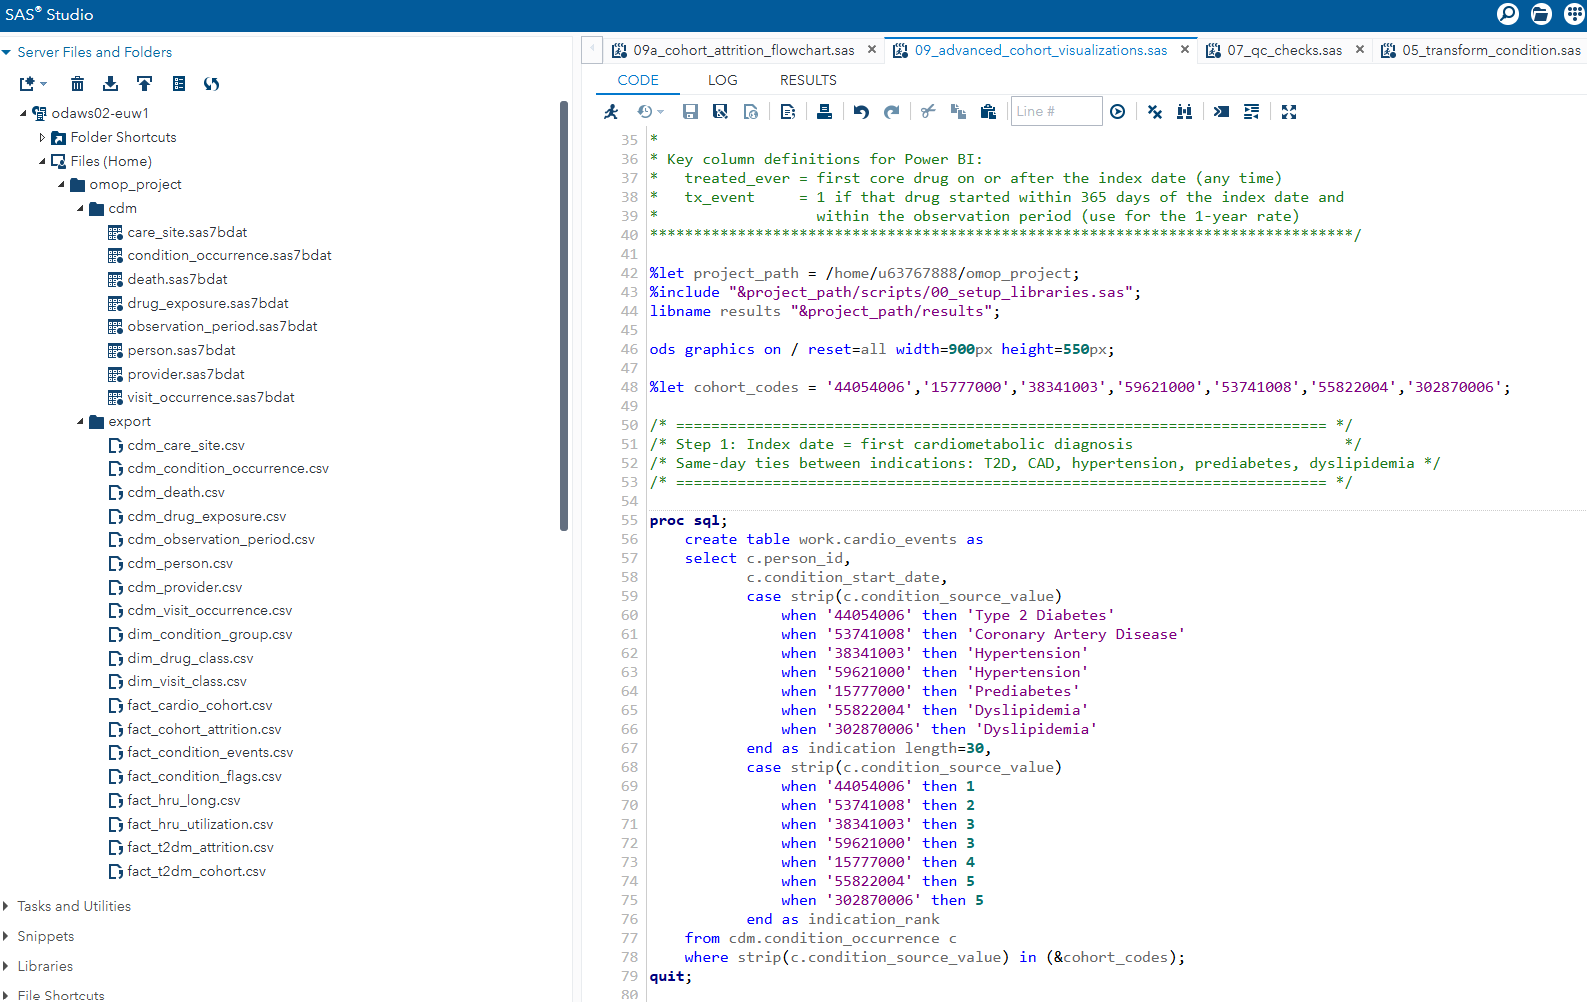 SAS® Studio
Server Files and Folders
odaws02-euw1
Folder Shortcuts
Files (Home)
omop_project
cdm
care_site.sas7bdat
condition_occurrence.sas7bdat
death.sas7bdat
drug_exposure.sas7bdat
observation_period.sas7bdat
person.sas7bdat
provider.sas7bdat
visit_occurrence.sas7bdat
export
cdm_care_site.csv
cdm_condition_occurrence.csv
cdm_death.csv
cdm_drug_exposure.csv
cdm_observation_period.csv
cdm_person.csv
cdm_provider.csv
cdm_visit_occurrence.csv
dim_condition_group.csv
dim_drug_class.csv
dim_visit_class.csv
fact_cardio_cohort.csv
fact_cohort_attrition.csv
fact_condition_events.csv
fact_condition_flags.csv
fact_hru_long.csv
fact_hru_utilization.csv
fact_t2dm_attrition.csv
fact_t2dm_cohort.csv
Tasks and Utilities
Snippets
Libraries
File Shortcuts
09a_cohort_attrition_flowchart.sas × 09_advanced_cohort_visualizations.sas × 07_qc_checks.sas × 05_transform_condition.sas
CODE LOG RESULTS
Line #
35 *
36 * Key column definitions for Power BI:
37 *   treated_ever = first core drug on or after the index date (any time)
38 *   tx_event     = 1 if that drug started within 365 days of the index date and
39 *                  within the observation period (use for the 1-year rate)
40 ********************************************************************************/
41
42 %let project_path = /home/u63767888/omop_project;
43 %include "&project_path/scripts/00_setup_libraries.sas";
44 libname results "&project_path/results";
45
46 ods graphics on / reset=all width=900px height=550px;
47
48 %let cohort_codes = '44054006','15777000','38341003','59621000','53741008','55822004','302870006';
49
50 /* ========================================================================== */
51 /* Step 1: Index date = first cardiometabolic diagnosis                        */
52 /* Same-day ties between indications: T2D, CAD, hypertension, prediabetes, dyslipidemia */
53 /* ========================================================================== */
54
55 proc sql;
56     create table work.cardio_events as
57     select c.person_id,
58            c.condition_start_date,
59            case strip(c.condition_source_value)
60                when '44054006' then 'Type 2 Diabetes'
61                when '53741008' then 'Coronary Artery Disease'
62                when '38341003' then 'Hypertension'
63                when '59621000' then 'Hypertension'
64                when '15777000' then 'Prediabetes'
65                when '55822004' then 'Dyslipidemia'
66                when '302870006' then 'Dyslipidemia'
67            end as indication length=30,
68            case strip(c.condition_source_value)
69                when '44054006' then 1
70                when '53741008' then 2
71                when '38341003' then 3
72                when '59621000' then 3
73                when '15777000' then 4
74                when '55822004' then 5
75                when '302870006' then 5
76            end as indication_rank
77     from cdm.condition_occurrence c
78     where strip(c.condition_source_value) in (&cohort_codes);
79 quit;
80